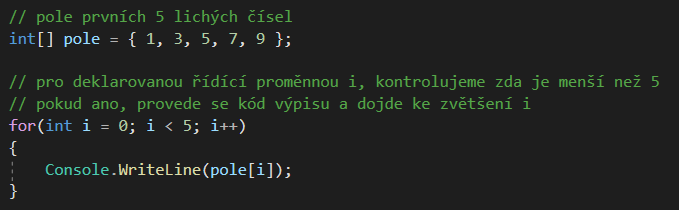 // pole prvních 5 lichých čísel
int[] pole = { 1, 3, 5, 7, 9 };
// pro deklarovanou řídící proměnnou i, kontrolujeme zda je menší než 5
// pokud ano, provede se kód výpisu a dojde ke zvětšení i
for(int i = 0; i < 5; i++)
{
    Console.WriteLine(pole[i]);
}